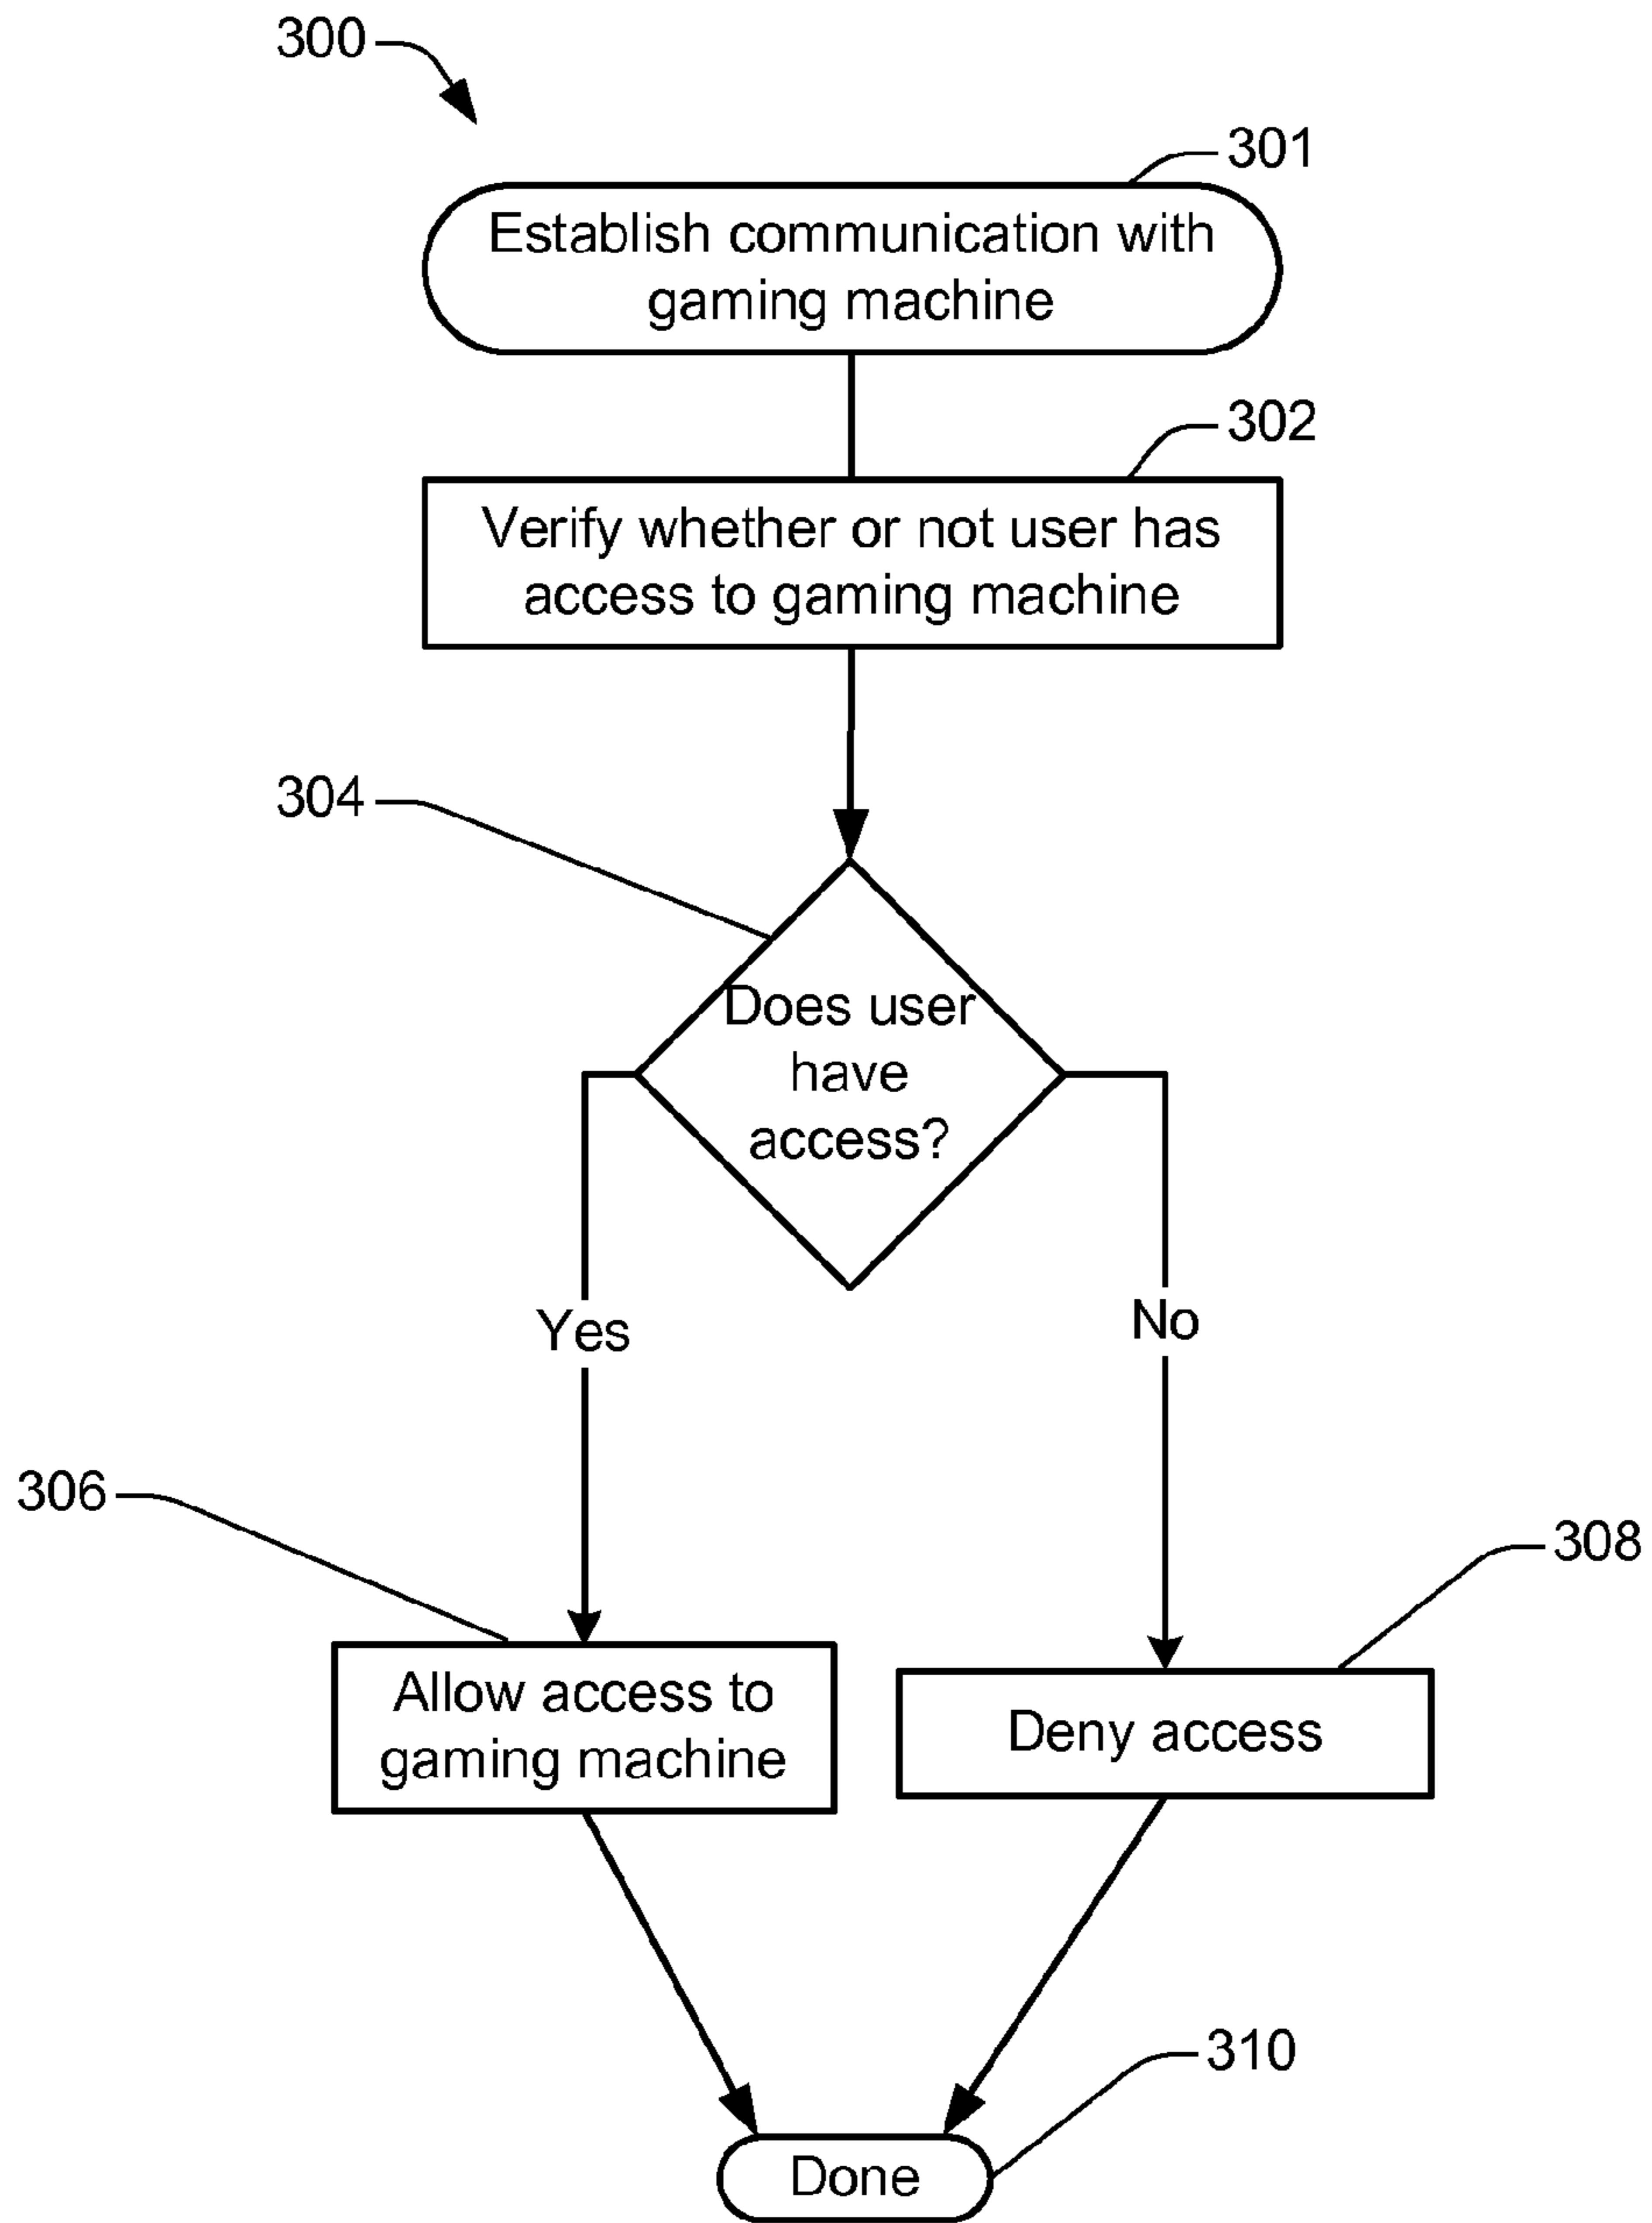 300
301
Establish communication with
gaming machine
302
Verify whether or not user has
access to gaming machine
304
Does user
have
access?
Yes
No
306
308
Allow access to
gaming machine
Deny access
310
Done